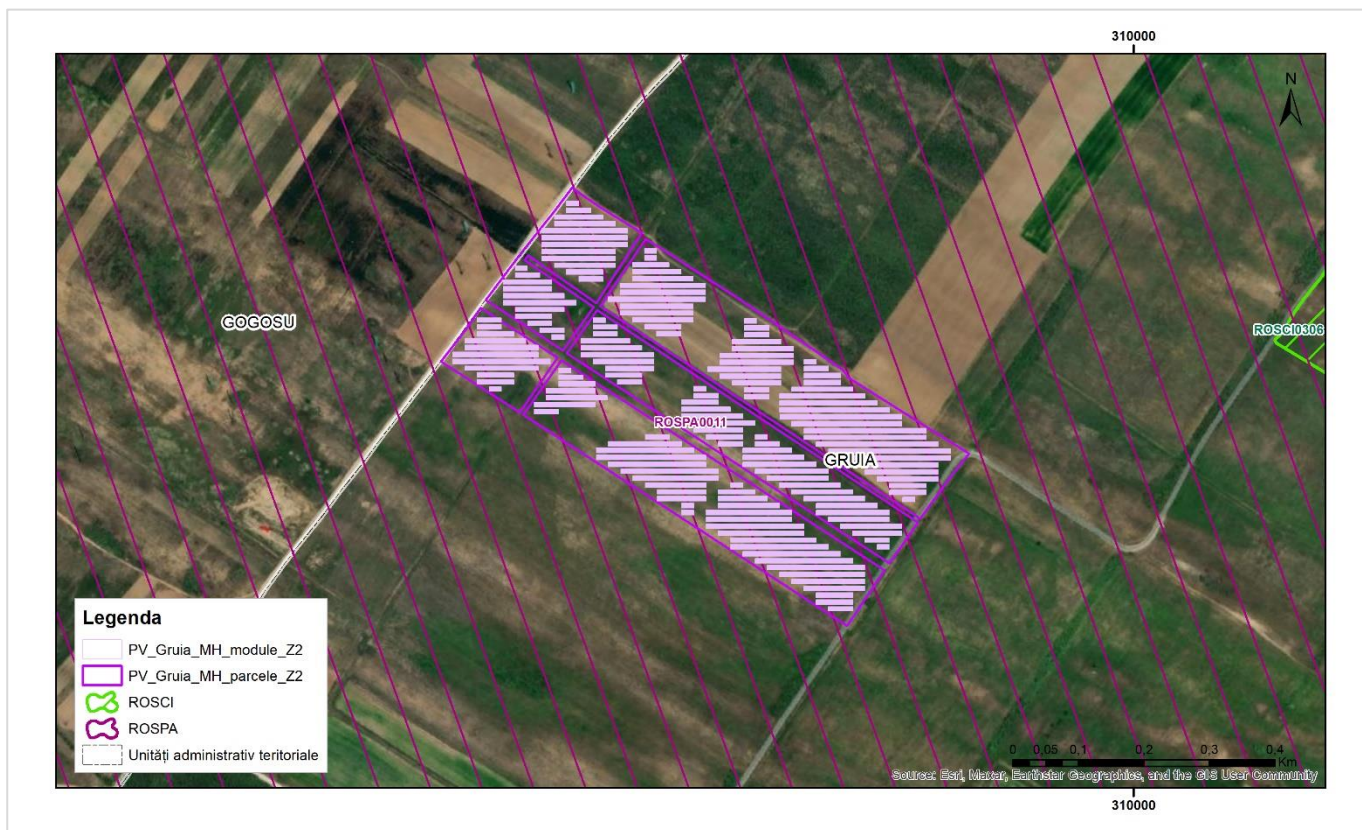 310000
N
GOGOSU
ROSCI0306
ROSPA0011
GRUIA
Legenda
PV_Gruia_MH_module_Z2
PV_Gruia_MH_parcele_Z2
ROSCI
ROSPA
Unități administrativ teritoriale
0 0,05 0,1 0,2 0,3 0,4
Km
Source: Esri, Maxar, Earthstar Geographics, and the GIS User Community
310000